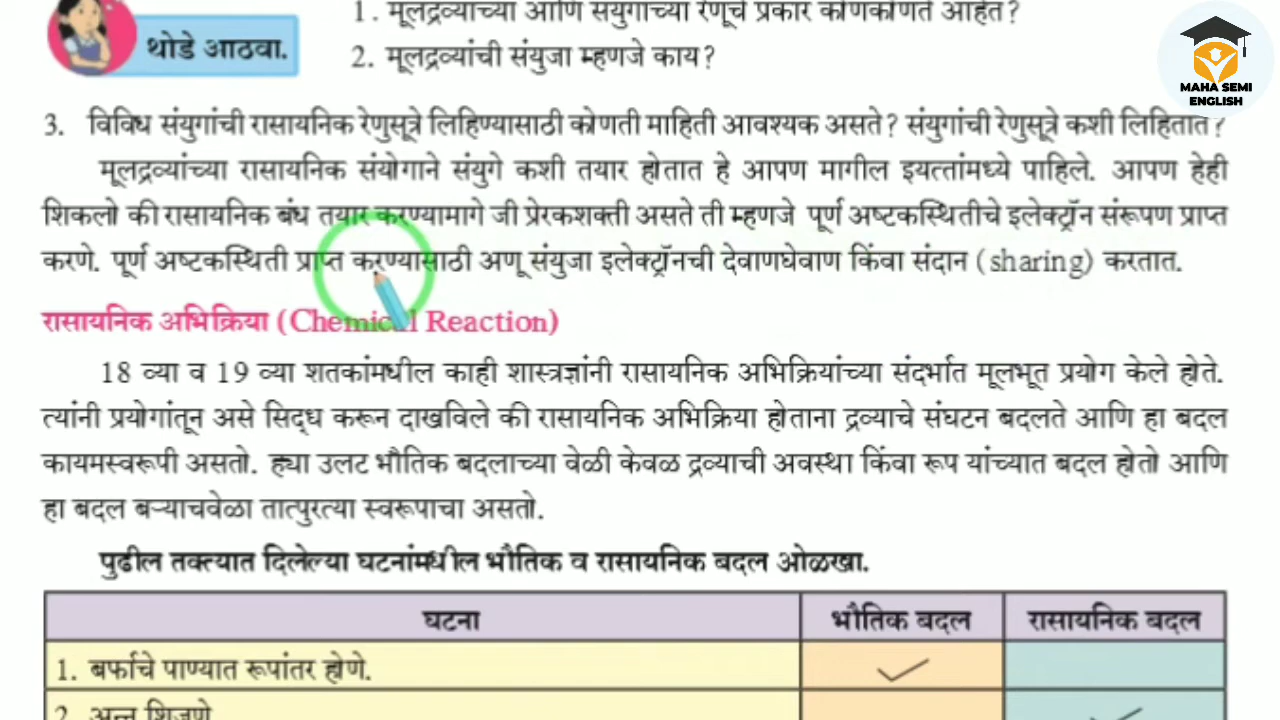 1. मूलद्रव्यांच्या आणि संयुगांच्या रेणूंचे प्रकार कोणकोणते आहेत?
थोडे आठवा.
2. मूलद्रव्यांची संयुजा म्हणजे काय?
MAHA SEMI
ENGLISH
3. विविध संयुगांची रासायनिक रेणुसूत्रे लिहिण्यासाठी कोणती माहिती आवश्यक असते? संयुगांची रेणुसूत्रे कशी लिहितात?
मूलद्रव्यांच्या रासायनिक संयोगाने संयुगे कशी तयार होतात हे आपण मागील इयत्तांमध्ये पाहिले. आपण हेही
शिकलो की रासायनिक बंध तयार करण्यामागे जी प्रेरकशक्ती असते ती म्हणजे पूर्ण अष्टकस्थितीचे इलेक्ट्रॉन संरूपण प्राप्त
करणे. पूर्ण अष्टकस्थिती प्राप्त करण्यासाठी अणू संयुजा इलेक्ट्रॉनची देवाणघेवाण किंवा संदान (sharing) करतात.
रासायनिक अभिक्रिया (Chemical Reaction)
18 व्या व 19 व्या शतकांमधील काही शास्त्रज्ञांनी रासायनिक अभिक्रियांच्या संदर्भात मूलभूत प्रयोग केले होते.
त्यांनी प्रयोगांतून असे सिद्ध करून दाखविले की रासायनिक अभिक्रिया होताना द्रव्याचे संघटन बदलते आणि हा बदल
कायमस्वरूपी असतो. ह्या उलट भौतिक बदलाच्या वेळी केवळ द्रव्याची अवस्था किंवा रूप यांच्यात बदल होतो आणि
हा बदल बऱ्याचवेळा तात्पुरत्या स्वरूपाचा असतो.
पुढील तक्त्यात दिलेल्या घटनांमधील भौतिक व रासायनिक बदल ओळखा.
घटना भौतिक बदल रासायनिक बदल
1. बर्फाचे पाण्यात रूपांतर होणे.
2. अन्न शिजणे